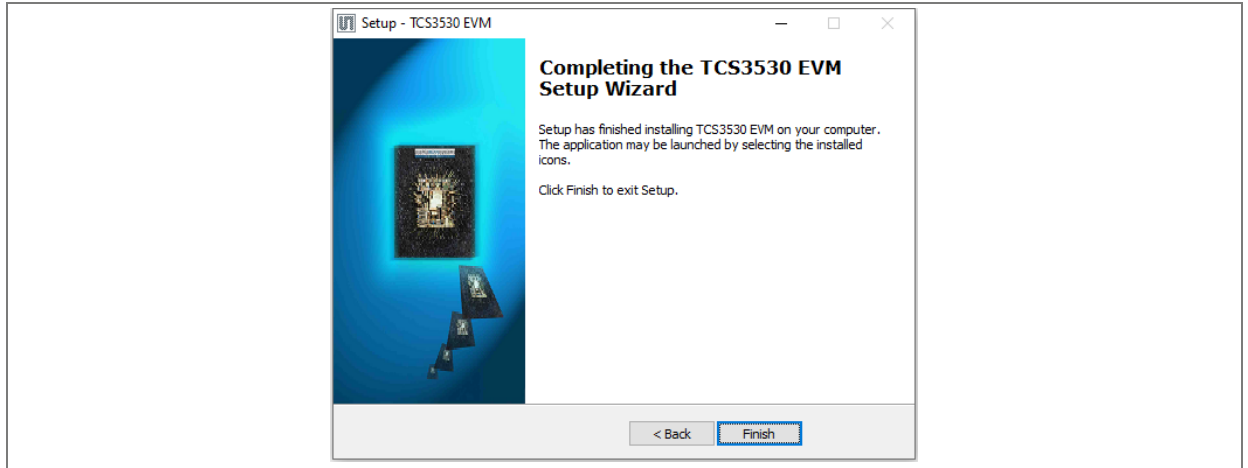 Setup - TCS3530 EVM
Completing the TCS3530 EVM
Setup Wizard
Setup has finished installing TCS3530 EVM on your computer.
The application may be launched by selecting the installed
icons.
Click Finish to exit Setup.
< Back
Finish